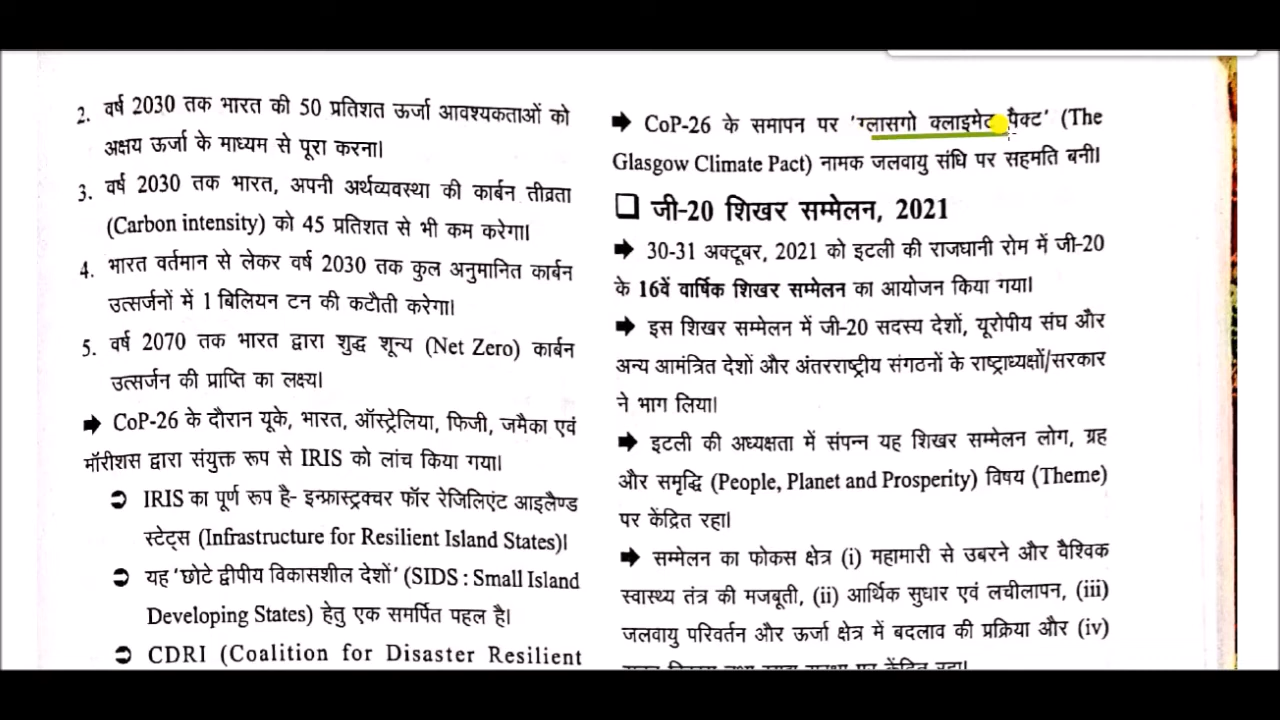 2. वर्ष 2030 तक भारत की 50 प्रतिशत ऊर्जा आवश्यकताओं को
अक्षय ऊर्जा के माध्यम से पूरा करना।
3. वर्ष 2030 तक भारत, अपनी अर्थव्यवस्था की कार्बन तीव्रता
(Carbon intensity) को 45 प्रतिशत से भी कम करेगा।
4. भारत वर्तमान से लेकर वर्ष 2030 तक कुल अनुमानित कार्बन
उत्सर्जनों में 1 बिलियन टन की कटौती करेगा।
5. वर्ष 2070 तक भारत द्वारा शुद्ध शून्य (Net Zero) कार्बन
उत्सर्जन की प्राप्ति का लक्ष्य।
➡ CoP-26 के दौरान यूके, भारत, ऑस्ट्रेलिया, फिजी, जमैका एवं
मॉरीशस द्वारा संयुक्त रूप से IRIS को लांच किया गया।
➲ IRIS का पूर्ण रूप है- इन्फ्रास्ट्रक्चर फॉर रेजिलिएंट आइलैण्ड
स्टेट्स (Infrastructure for Resilient Island States)।
➲ यह ‘छोटे द्वीपीय विकासशील देशों’ (SIDS : Small Island
Developing States) हेतु एक समर्पित पहल है।
➲ CDRI (Coalition for Disaster Resilient
➡ CoP-26 के समापन पर ‘ग्लासगो क्लाइमेट पैक्ट’ (The
Glasgow Climate Pact) नामक जलवायु संधि पर सहमति बनी।
❑ जी-20 शिखर सम्मेलन, 2021
➡ 30-31 अक्टूबर, 2021 को इटली की राजधानी रोम में जी-20
के 16वें वार्षिक शिखर सम्मेलन का आयोजन किया गया।
➡ इस शिखर सम्मेलन में जी-20 सदस्य देशों, यूरोपीय संघ और
अन्य आमंत्रित देशों और अंतरराष्ट्रीय संगठनों के राष्ट्राध्यक्षों/सरकार
ने भाग लिया।
➡ इटली की अध्यक्षता में संपन्न यह शिखर सम्मेलन लोग, ग्रह
और समृद्धि (People, Planet and Prosperity) विषय (Theme)
पर केंद्रित रहा।
➡ सम्मेलन का फोकस क्षेत्र (i) महामारी से उबरने और वैश्विक
स्वास्थ्य तंत्र की मजबूती, (ii) आर्थिक सुधार एवं लचीलापन, (iii)
जलवायु परिवर्तन और ऊर्जा क्षेत्र में बदलाव की प्रक्रिया और (iv)
पर केंद्रित रहा।